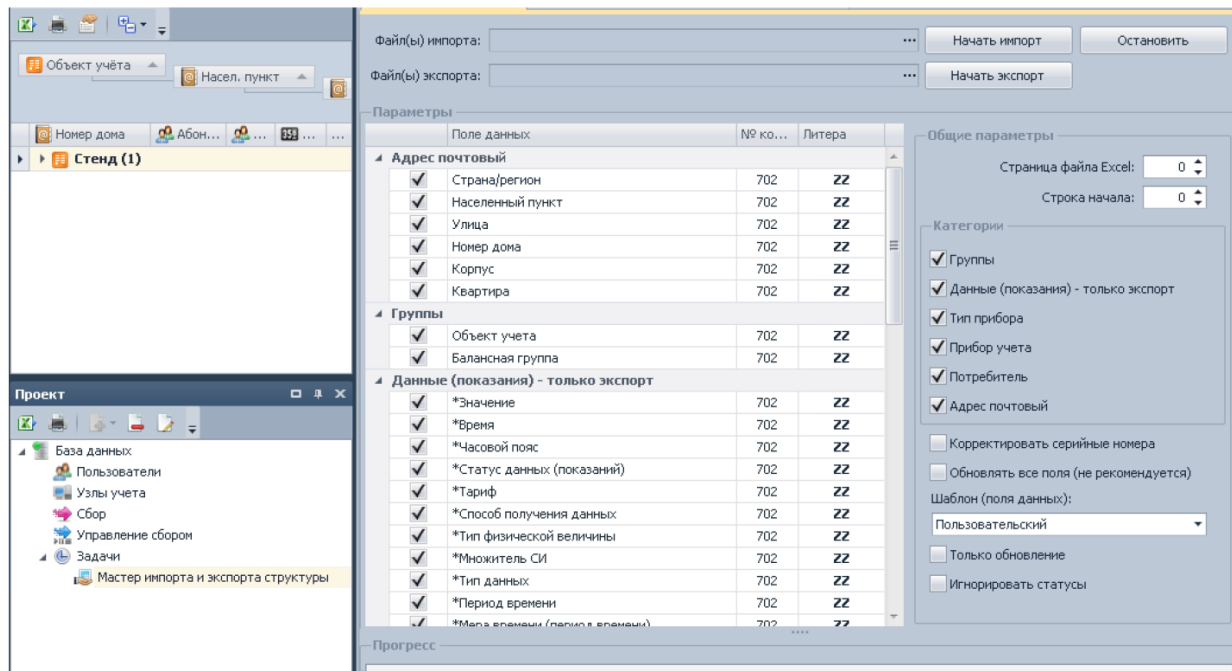 Объект учёта
Насел. пункт
Номер дома Абон... ... ... ...
Стенд (1)
Проект
База данных
Пользователи
Узлы учета
Сбор
Управление сбором
Задачи
Мастер импорта и экспорта структуры
Файл(ы) импорта: ... Начать импорт Остановить
Файл(ы) экспорта: ... Начать экспорт
Параметры
Поле данных № ко... Литера
Адрес почтовый
Страна/регион 702 ZZ
Населенный пункт 702 ZZ
Улица 702 ZZ
Номер дома 702 ZZ
Корпус 702 ZZ
Квартира 702 ZZ
Группы
Объект учета 702 ZZ
Балансная группа 702 ZZ
Данные (показания) - только экспорт
*Значение 702 ZZ
*Время 702 ZZ
*Часовой пояс 702 ZZ
*Статус данных (показаний) 702 ZZ
*Тариф 702 ZZ
*Способ получения данных 702 ZZ
*Тип физической величины 702 ZZ
*Множитель СИ 702 ZZ
*Тип данных 702 ZZ
*Период времени 702 ZZ
*Мера времени (период времени) 702 ZZ
Общие параметры
Страница файла Excel: 0
Строка начала: 0
Категории
Группы
Данные (показания) - только экспорт
Тип прибора
Прибор учета
Потребитель
Адрес почтовый
Корректировать серийные номера
Обновлять все поля (не рекомендуется)
Шаблон (поля данных):
Пользовательский
Только обновление
Игнорировать статусы
Прогресс